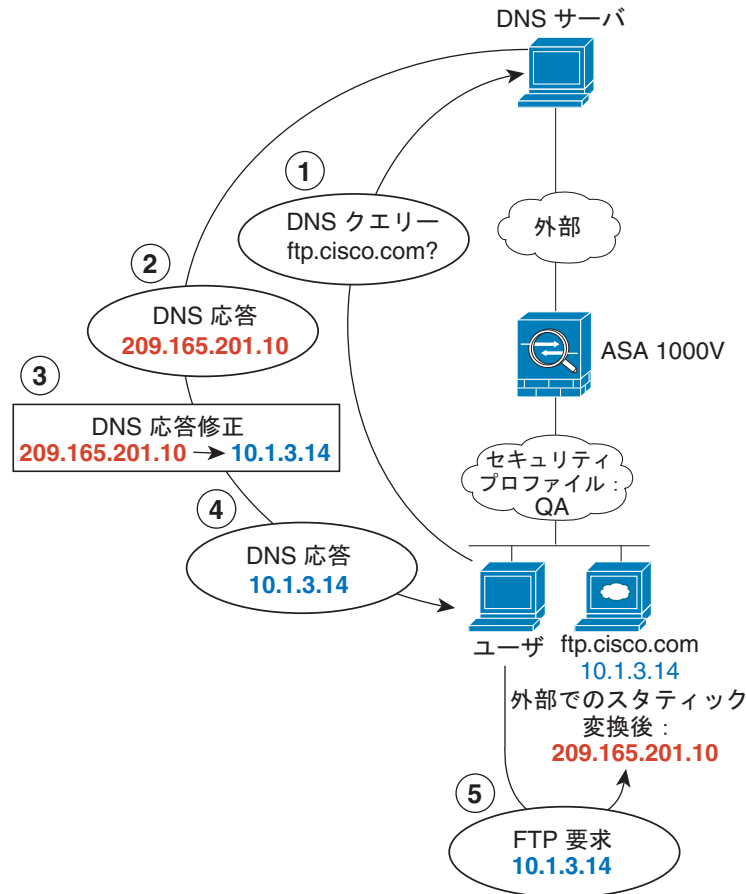 DNS サーバ
1
DNS クエリー
ftp.cisco.com?
外部
2
DNS 応答
209.165.201.10
ASA 1000V
3
DNS 応答修正
209.165.201.10 → 10.1.3.14
セキュリティ
プロファイル：
QA
4
DNS 応答
10.1.3.14
ユーザ
ftp.cisco.com
10.1.3.14
外部でのスタティック
変換後：
209.165.201.10
5
FTP 要求
10.1.3.14